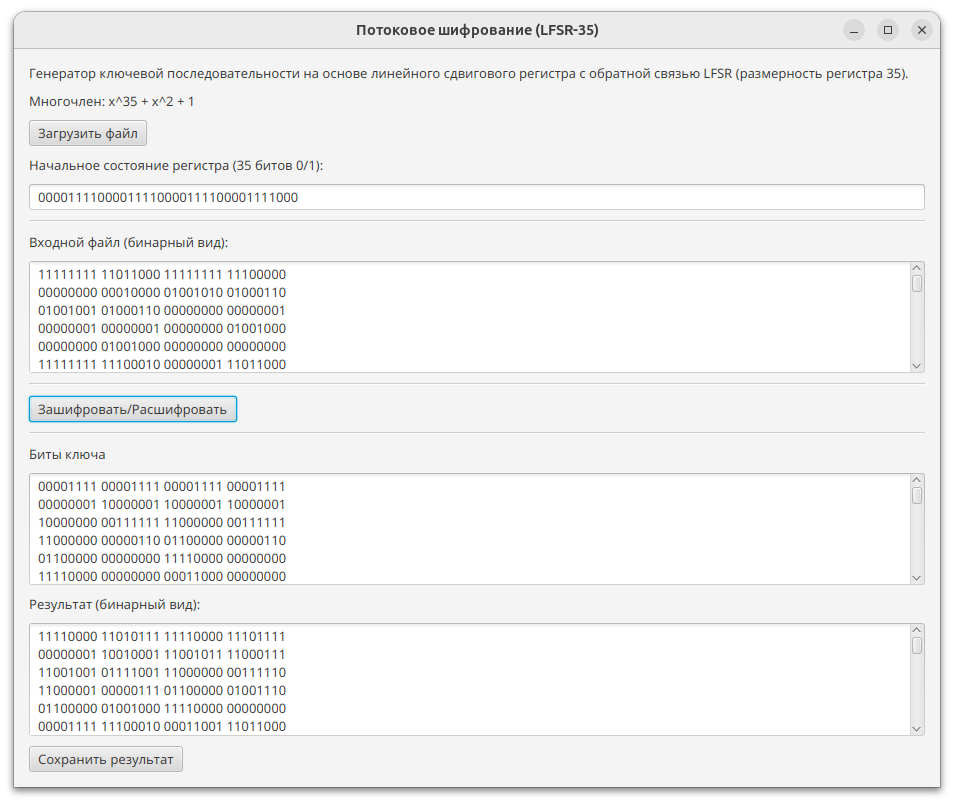 Потоковое шифрование (LFSR-35)
Генератор ключевой последовательности на основе линейного сдвигового регистра с обратной связью LFSR (размерность регистра 35).
Многочлен: x^35 + x^2 + 1
Загрузить файл
Начальное состояние регистра (35 битов 0/1):
00001111000011110000111100001111000
Входной файл (бинарный вид):
11111111 11011000 11111111 11100000
00000000 00010000 01001010 01000110
01001001 01000110 00000000 00000001
00000001 00000001 00000000 01001000
00000000 01001000 00000000 00000000
11111111 11100010 00000001 11011000
Зашифровать/Расшифровать
Биты ключа
00001111 00001111 00001111 00001111
00000001 10000001 10000001 10000001
10000000 00111111 11000000 00111111
11000000 00000110 01100000 00000110
01100000 00000000 11110000 00000000
11110000 00000000 00011000 00000000
Результат (бинарный вид):
11110000 11010111 11110000 11101111
00000001 10010001 11001011 11000111
11001001 01111001 11000000 00111110
11000001 00000111 01100000 01001110
01100000 01001000 11110000 00000000
00001111 11100010 00011001 11011000
Сохранить результат